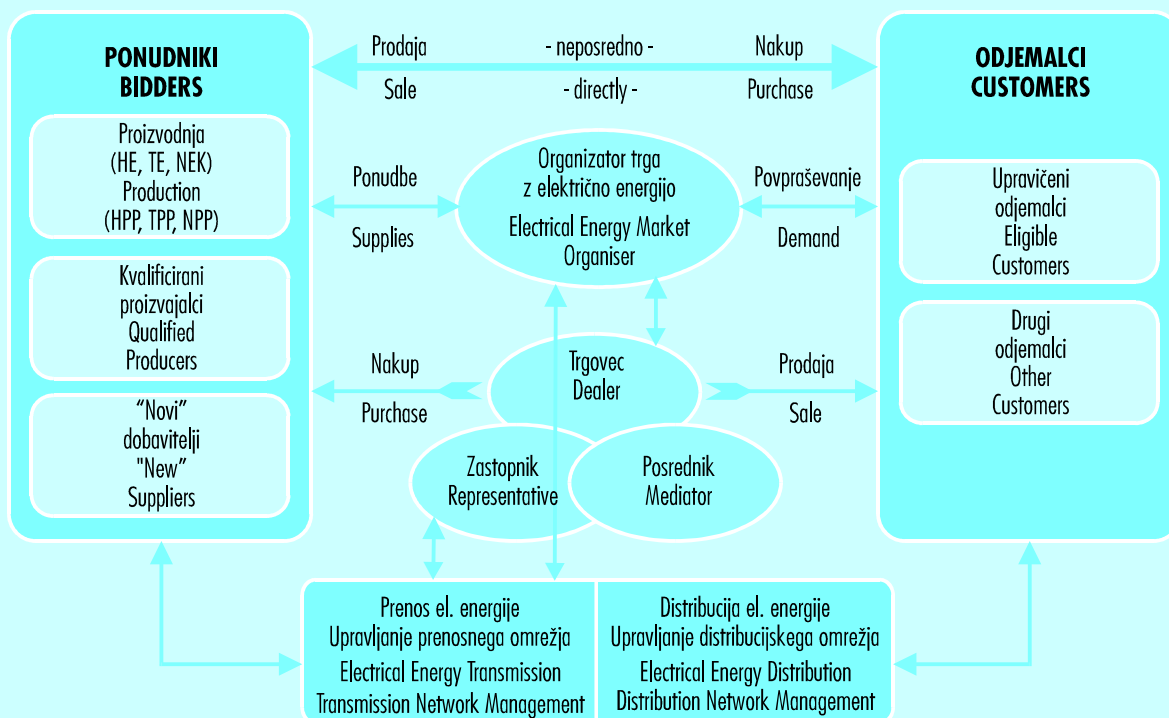 PONUDNIKI
BIDDERS
Proizvodnja
(HE, TE, NEK)
Production
(HPP, TPP, NPP)
Kvalificirani
proizvajalci
Qualified
Producers
“Novi”
dobavitelji
"New”
Suppliers
Prodaja
- neposredno -
Nakup
Sale
- directly -
Purchase
Ponudbe
Supplies
Organizator trga
z električno energijo
Electrical Energy Market
Organiser
Povpraševanje
Demand
Nakup
Purchase
Trgovec
Dealer
Prodaja
Sale
Zastopnik
Representative
Posrednik
Mediator
ODJEMALCI
CUSTOMERS
Upravičeni
odjemalci
Eligible
Customers
Drugi
odjemalci
Other
Customers
Prenos el. energije
Upravljanje prenosnega omrežja
Electrical Energy Transmission
Transmission Network Management
Distribucija el. energije
Upravljanje distribucijskega omrežja
Electrical Energy Distribution
Distribution Network Management